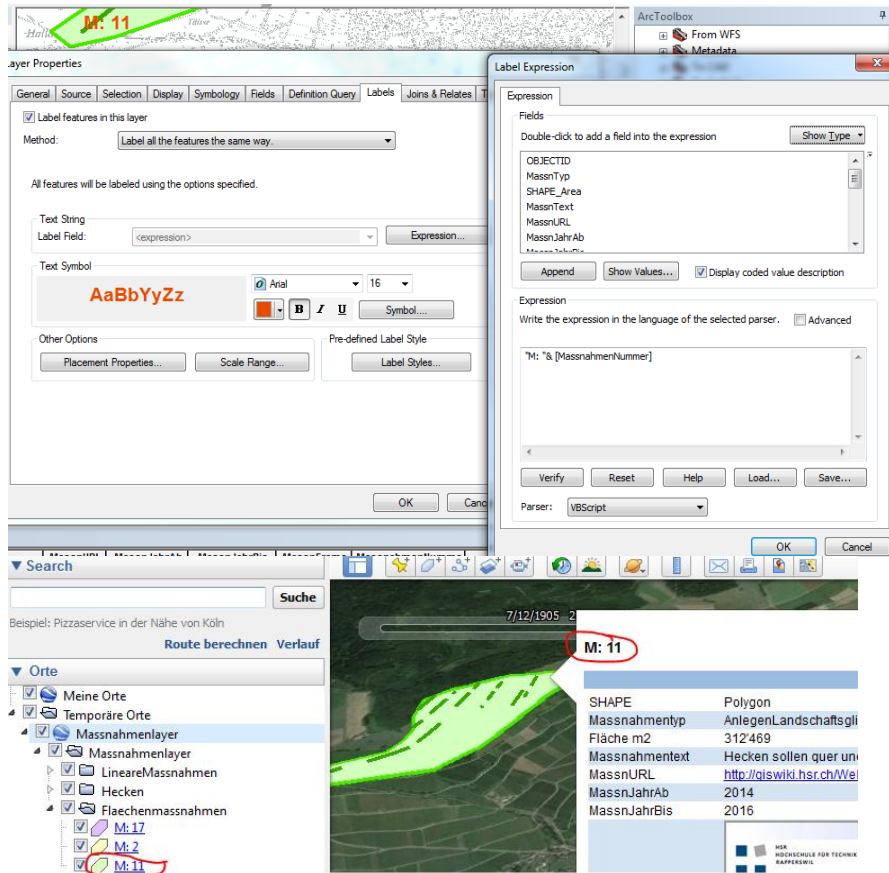 M: 11
ArcToolbox
From WFS
Metadata
ayer Properties
General Source Selection Display Symbology Fields Definition Query Labels Joins & Relates
Label features in this layer
Method: Label all the features the same way.
All features will be labeled using the options specified.
Text String
Label Field: <expression> Expression...
Text Symbol
AaBbYyZz
Arial 16
B I U Symbol....
Other Options
Placement Properties... Scale Range...
Pre-defined Label Style
Label Styles...
OK Canc
Label Expression
Expression
Fields
Double-click to add a field into the expression Show Type
OBJECTID
MassnTyp
SHAPE_Area
MassnText
MassnURL
MassnJahrAb
Append Show Values... Display coded value description
Expression
Write the expression in the language of the selected parser. Advanced
"M: "& [MassnahmenNummer]
Verify Reset Help Load... Save...
Parser: VBScript
OK Cancel
Search
Suche
Beispiel: Pizzaservice in der Nähe von Köln
Route berechnen Verlauf
Orte
Meine Orte
Temporäre Orte
Massnahmenlayer
Massnahmenlayer
LineareMassnahmen
Hecken
Flaechenmassnahmen
M: 17
M: 2
M: 11
7/12/1905 2
M: 11
SHAPE Polygon
Massnahmentyp AnlegenLandschaftsgli
Fläche m2 312'469
Massnahmentext Hecken sollen quer un
MassnURL http://giswiki.hsr.ch/We
MassnJahrAb 2014
MassnJahrBis 2016
HSR
HOCHSCHULE FÜR TECHNIK
RAPPERSWIL